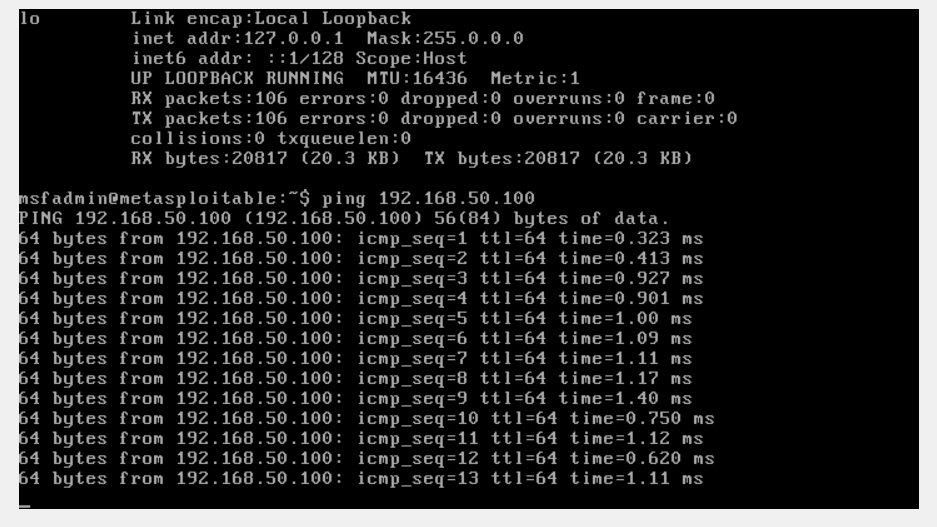 lo Link encap:Local Loopback
inet addr:127.0.0.1 Mask:255.0.0.0
inet6 addr: ::1/128 Scope:Host
UP LOOPBACK RUNNING MTU:16436 Metric:1
RX packets:106 errors:0 dropped:0 overruns:0 frame:0
TX packets:106 errors:0 dropped:0 overruns:0 carrier:0
collisions:0 txqueuelen:0
RX bytes:20817 (20.3 KB) TX bytes:20817 (20.3 KB)
msfadmin@metasploitable:~$ ping 192.168.50.100
PING 192.168.50.100 (192.168.50.100) 56(84) bytes of data.
64 bytes from 192.168.50.100: icmp_seq=1 ttl=64 time=0.323 ms
64 bytes from 192.168.50.100: icmp_seq=2 ttl=64 time=0.413 ms
64 bytes from 192.168.50.100: icmp_seq=3 ttl=64 time=0.927 ms
64 bytes from 192.168.50.100: icmp_seq=4 ttl=64 time=0.901 ms
64 bytes from 192.168.50.100: icmp_seq=5 ttl=64 time=1.00 ms
64 bytes from 192.168.50.100: icmp_seq=6 ttl=64 time=1.09 ms
64 bytes from 192.168.50.100: icmp_seq=7 ttl=64 time=1.11 ms
64 bytes from 192.168.50.100: icmp_seq=8 ttl=64 time=1.17 ms
64 bytes from 192.168.50.100: icmp_seq=9 ttl=64 time=1.40 ms
64 bytes from 192.168.50.100: icmp_seq=10 ttl=64 time=0.750 ms
64 bytes from 192.168.50.100: icmp_seq=11 ttl=64 time=1.12 ms
64 bytes from 192.168.50.100: icmp_seq=12 ttl=64 time=0.620 ms
64 bytes from 192.168.50.100: icmp_seq=13 ttl=64 time=1.11 ms